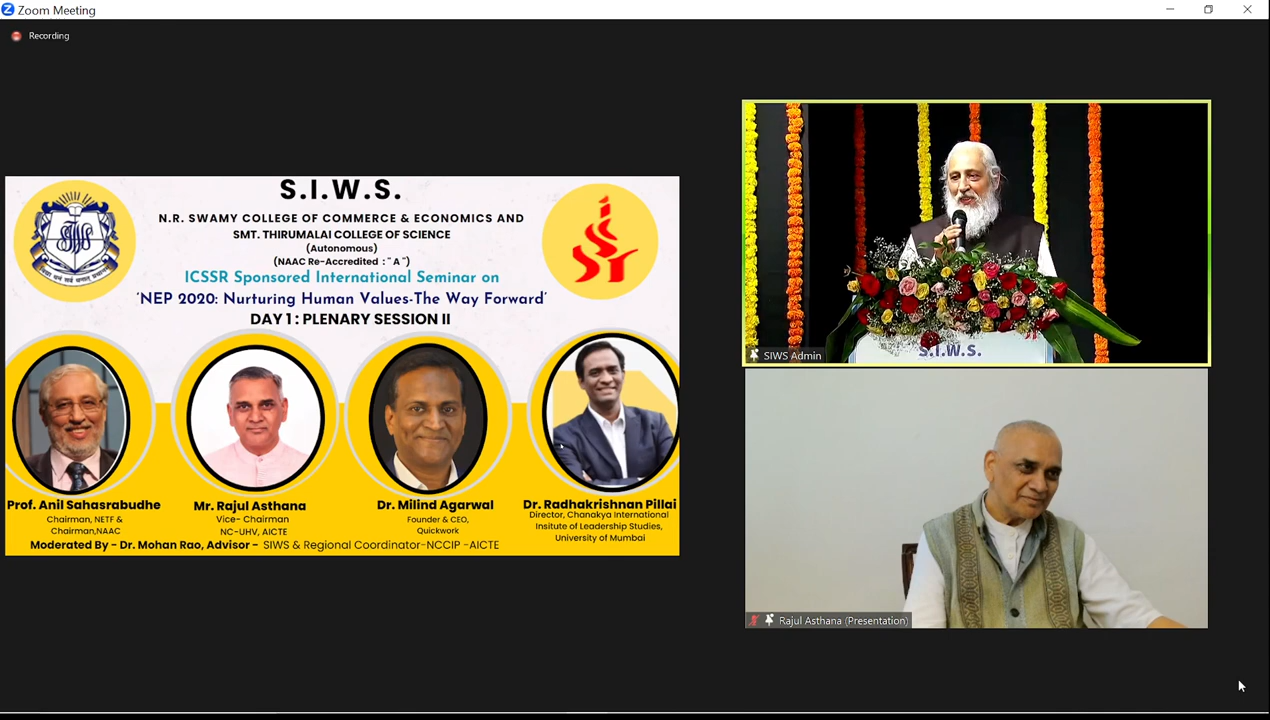 Zoom Meeting
Recording
S.I.W.S.
N.R. SWAMY COLLEGE OF COMMERCE & ECONOMICS AND
SMT. THIRUMALAI COLLEGE OF SCIENCE
(Autonomous)
(NAAC Re-Accredited : " A ")
ICSSR Sponsored International Seminar on
'NEP 2020: Nurturing Human Values-The Way Forward'
DAY 1 : PLENARY SESSION II
Prof. Anil Sahasrabudhe
Chairman, NETF &
Chairman,NAAC
Mr. Rajul Asthana
Vice- Chairman
NC-UHV, AICTE
Dr. Milind Agarwal
Founder & CEO,
Quickwork
Dr. Radhakrishnan Pillai
Director, Chanakya International
Insitute of Leadership Studies,
University of Mumbai
Moderated By - Dr. Mohan Rao, Advisor - SIWS & Regional Coordinator-NCCIP -AICTE
S.I.W.S.
SIWS Admin
Rajul Asthana (Presentation)